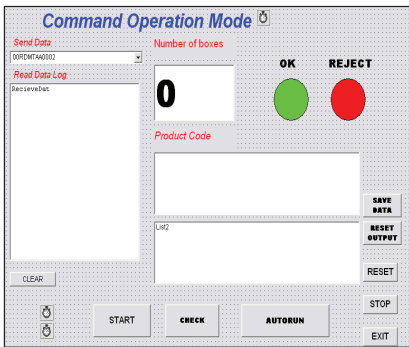 Command Operation Mode
Send Data
00RDMTAA0002
Read Data Log
RecieveDat
Number of boxes
0
OK
REJECT
Product Code
List2
SAVE
DATA
RESET
OUTPUT
CLEAR
RESET
START
CHECK
AUTORUN
STOP
EXIT